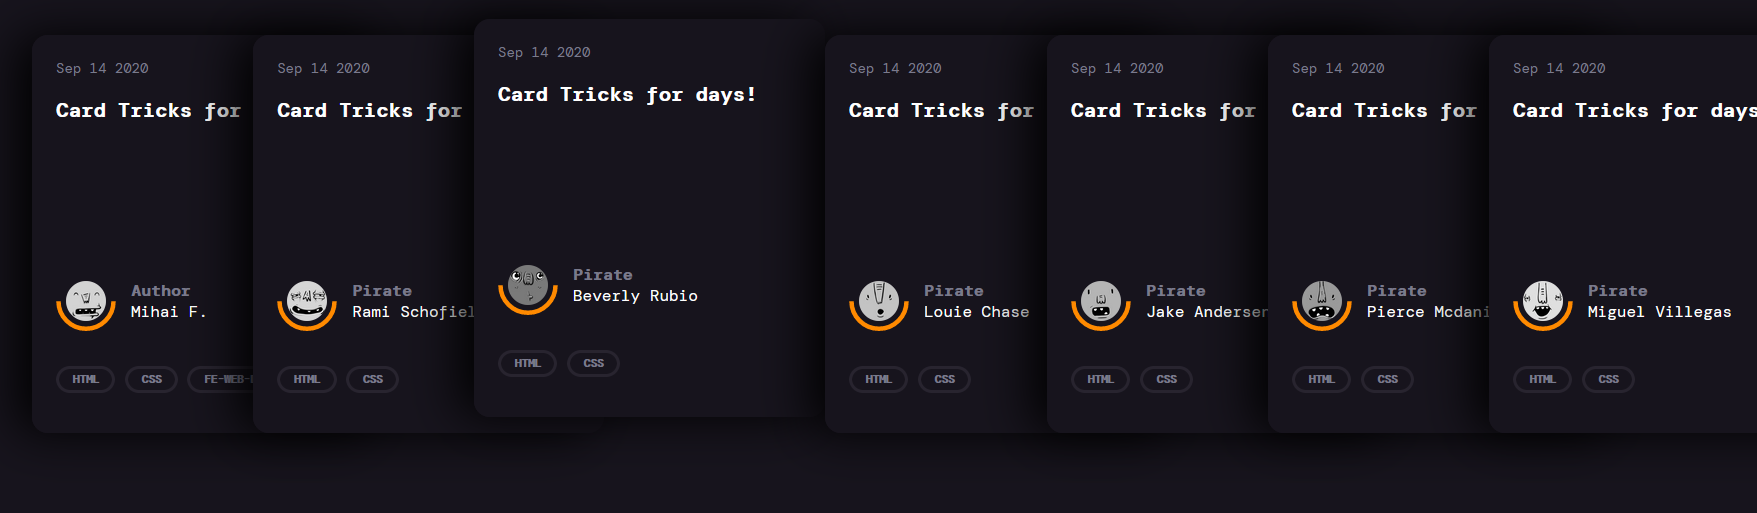 Sep 14 2020
Card Tricks for
Author
Mihai F.
HTML CSS
Sep 14 2020
Card Tricks for
Pirate
Rami Schofiel
HTML CSS
Sep 14 2020
Card Tricks for days!
Pirate
Beverly Rubio
HTML CSS
Sep 14 2020
Card Tricks for
Pirate
Louie Chase
HTML CSS
Sep 14 2020
Card Tricks for
Pirate
Jake Andersen
HTML CSS
Sep 14 2020
Card Tricks for
Pirate
Pierce Mcdani
HTML CSS
Sep 14 2020
Card Tricks for days
Pirate
Miguel Villegas
HTML CSS